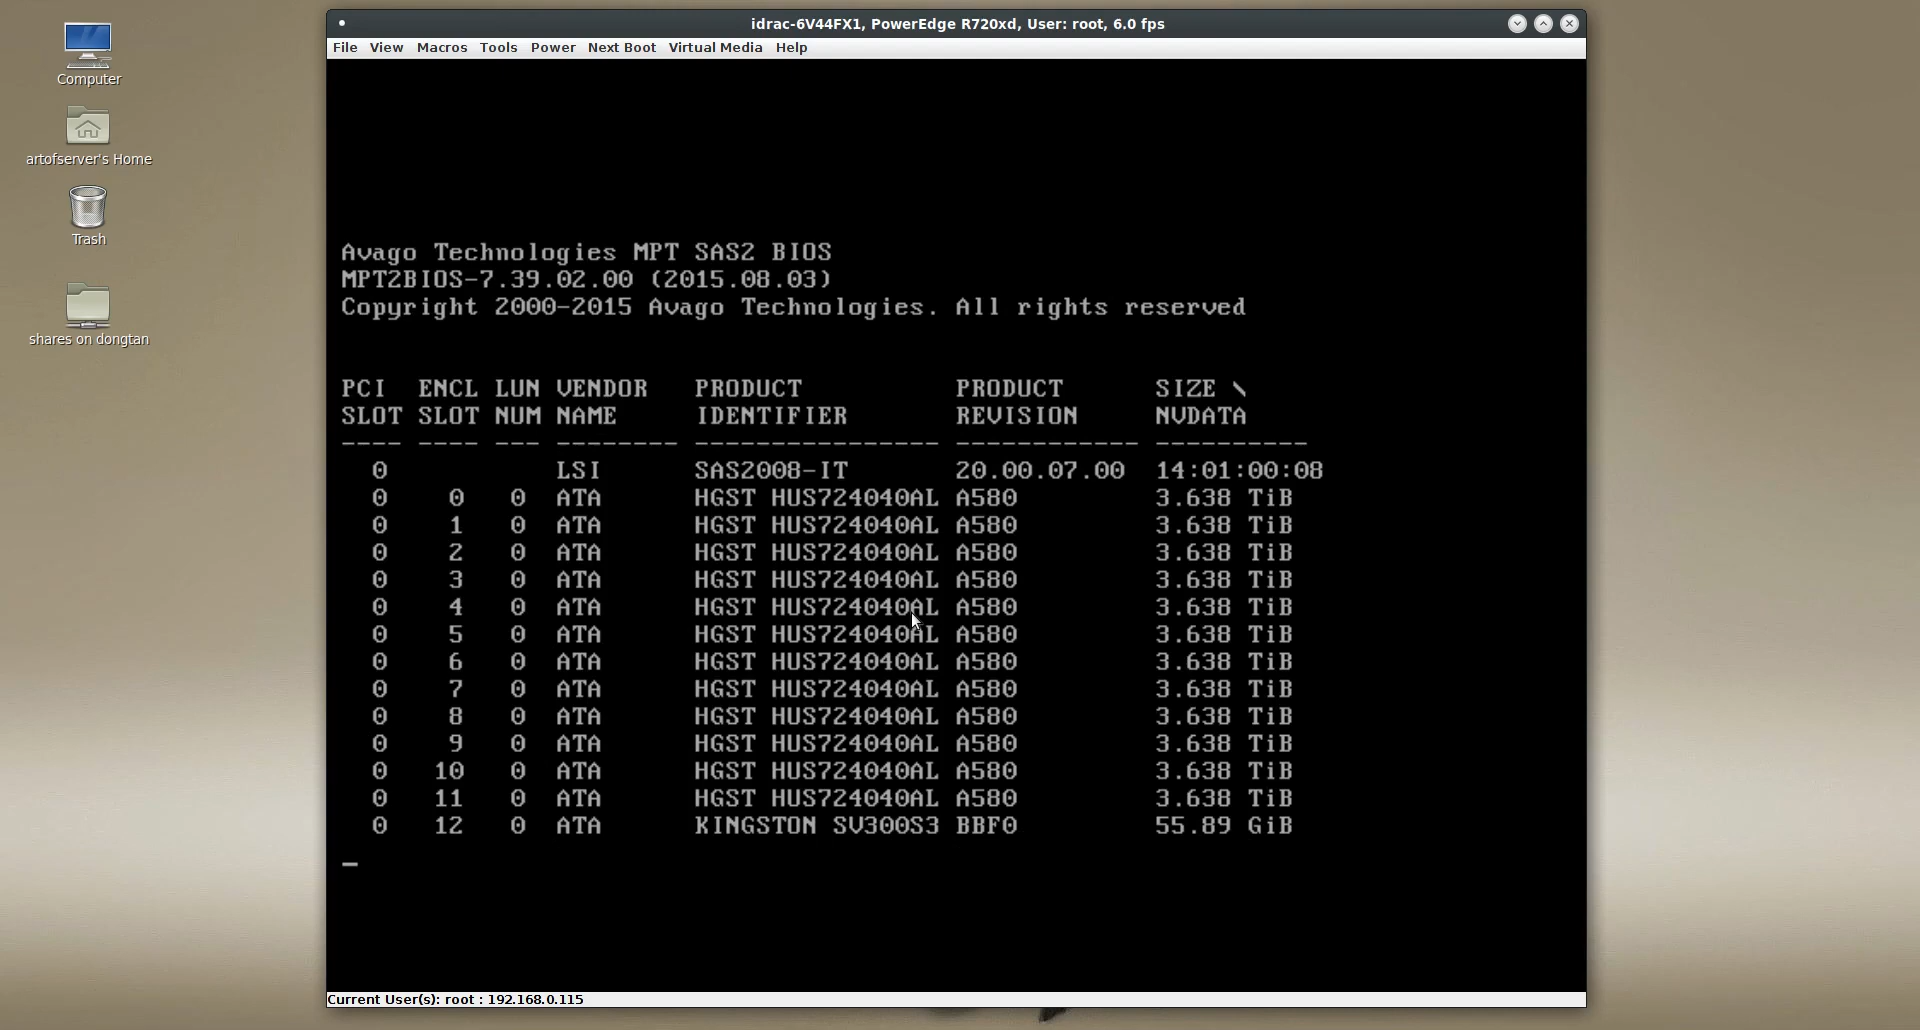 Computer
artofserver's Home
Trash
shares on dongtan
idrac-6V44FX1, PowerEdge R720xd, User: root, 6.0 fps
File View Macros Tools Power Next Boot Virtual Media Help
Avago Technologies MPT SAS2 BIOS
MPT2BIOS-7.39.02.00 (2015.08.03)
Copyright 2000-2015 Avago Technologies. All rights reserved
PCI ENCL LUN VENDOR PRODUCT PRODUCT SIZE \
SLOT SLOT NUM NAME IDENTIFIER REVISION NVDATA
---- ---- --- -------- ---------------- ------------ ----------
0 LSI SAS2008-IT 20.00.07.00 14:01:00:08
0 0 0 ATA HGST HUS724040AL A580 3.638 TiB
0 1 0 ATA HGST HUS724040AL A580 3.638 TiB
0 2 0 ATA HGST HUS724040AL A580 3.638 TiB
0 3 0 ATA HGST HUS724040AL A580 3.638 TiB
0 4 0 ATA HGST HUS724040AL A580 3.638 TiB
0 5 0 ATA HGST HUS724040AL A580 3.638 TiB
0 6 0 ATA HGST HUS724040AL A580 3.638 TiB
0 7 0 ATA HGST HUS724040AL A580 3.638 TiB
0 8 0 ATA HGST HUS724040AL A580 3.638 TiB
0 9 0 ATA HGST HUS724040AL A580 3.638 TiB
0 10 0 ATA HGST HUS724040AL A580 3.638 TiB
0 11 0 ATA HGST HUS724040AL A580 3.638 TiB
0 12 0 ATA KINGSTON SV300S3 BBF0 55.89 GiB
_
Current User(s): root : 192.168.0.115